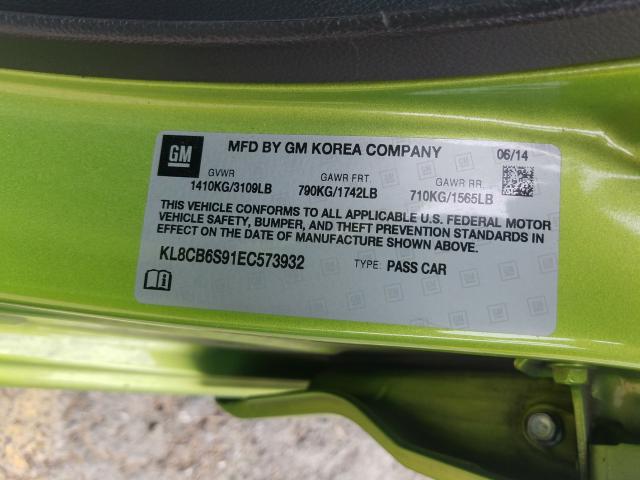 GM MFD BY GM KOREA COMPANY 06/14
GVWR GAWR FRT. GAWR RR.
1410KG/3109LB 790KG/1742LB 710KG/1565LB
THIS VEHICLE CONFORMS TO ALL APPLICABLE U.S. FEDERAL MOTOR
VEHICLE SAFETY, BUMPER, AND THEFT PREVENTION STANDARDS IN
EFFECT ON THE DATE OF MANUFACTURE SHOWN ABOVE.
KL8CB6S91EC573932 TYPE: PASS CAR